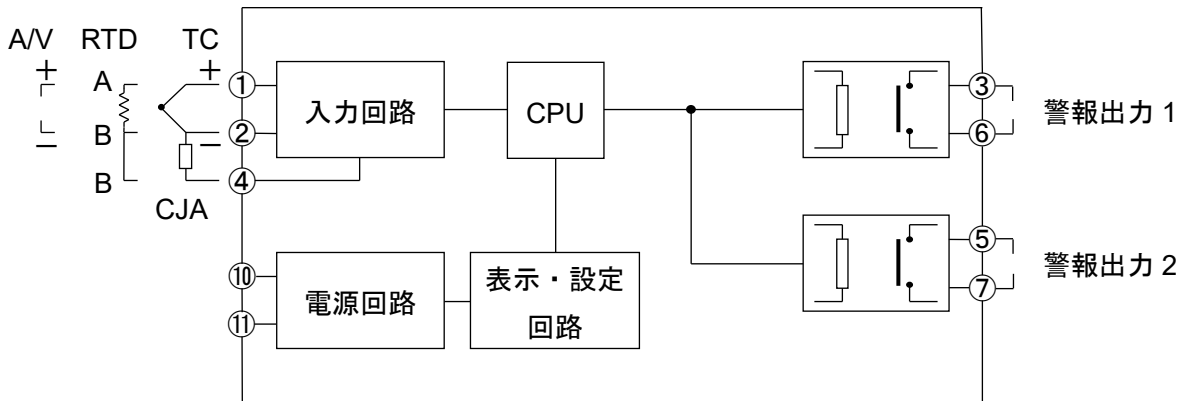 A/V RTD TC
+ +
A ① 入力回路 CPU ③ 警報出力 1
B − ② ⑥
−
B ④
CJA
⑤ 警報出力 2
⑩ 電源回路 表示・設定 ⑦
⑪ 回路